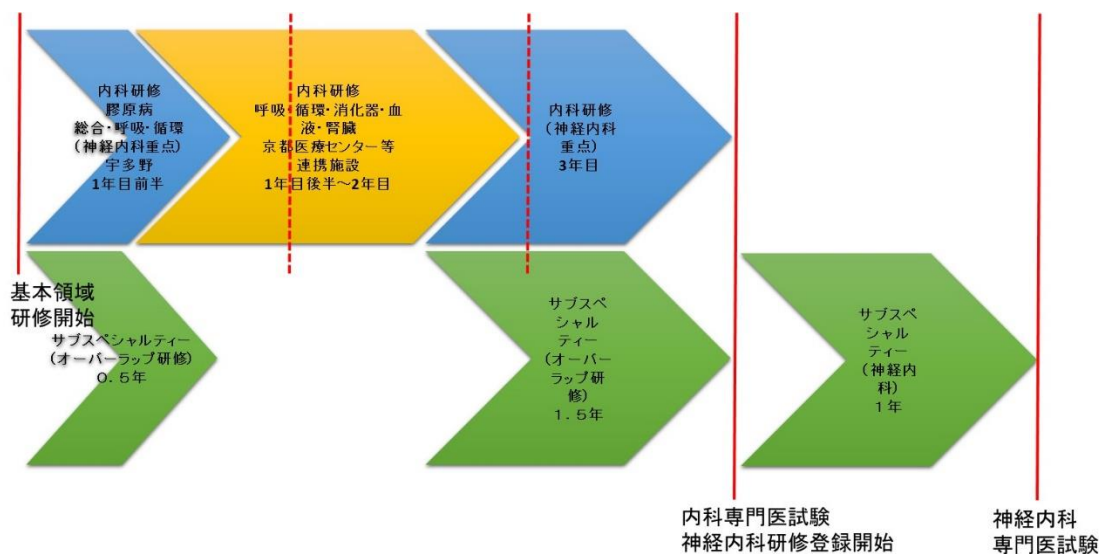 内科研修
膠原病
総合・呼吸・循環
(神経内科重点)
宇多野
1年目前半
内科研修
呼吸・循環・消化器・血
液・腎臓
京都医療センター等
連携施設
1年目後半～2年目
内科研修
(神経内科
重点)
3年目
基本領域
研修開始
サブスペシャルティー
(オーバーラップ研修)
０．５年
サブスペ
シャル
ティー
(オーバー
ラップ研
修)
１．５年
サブスペ
シャル
ティー
(神経内
科)
１年
内科専門医試験
神経内科研修登録開始
神経内科
専門医試験